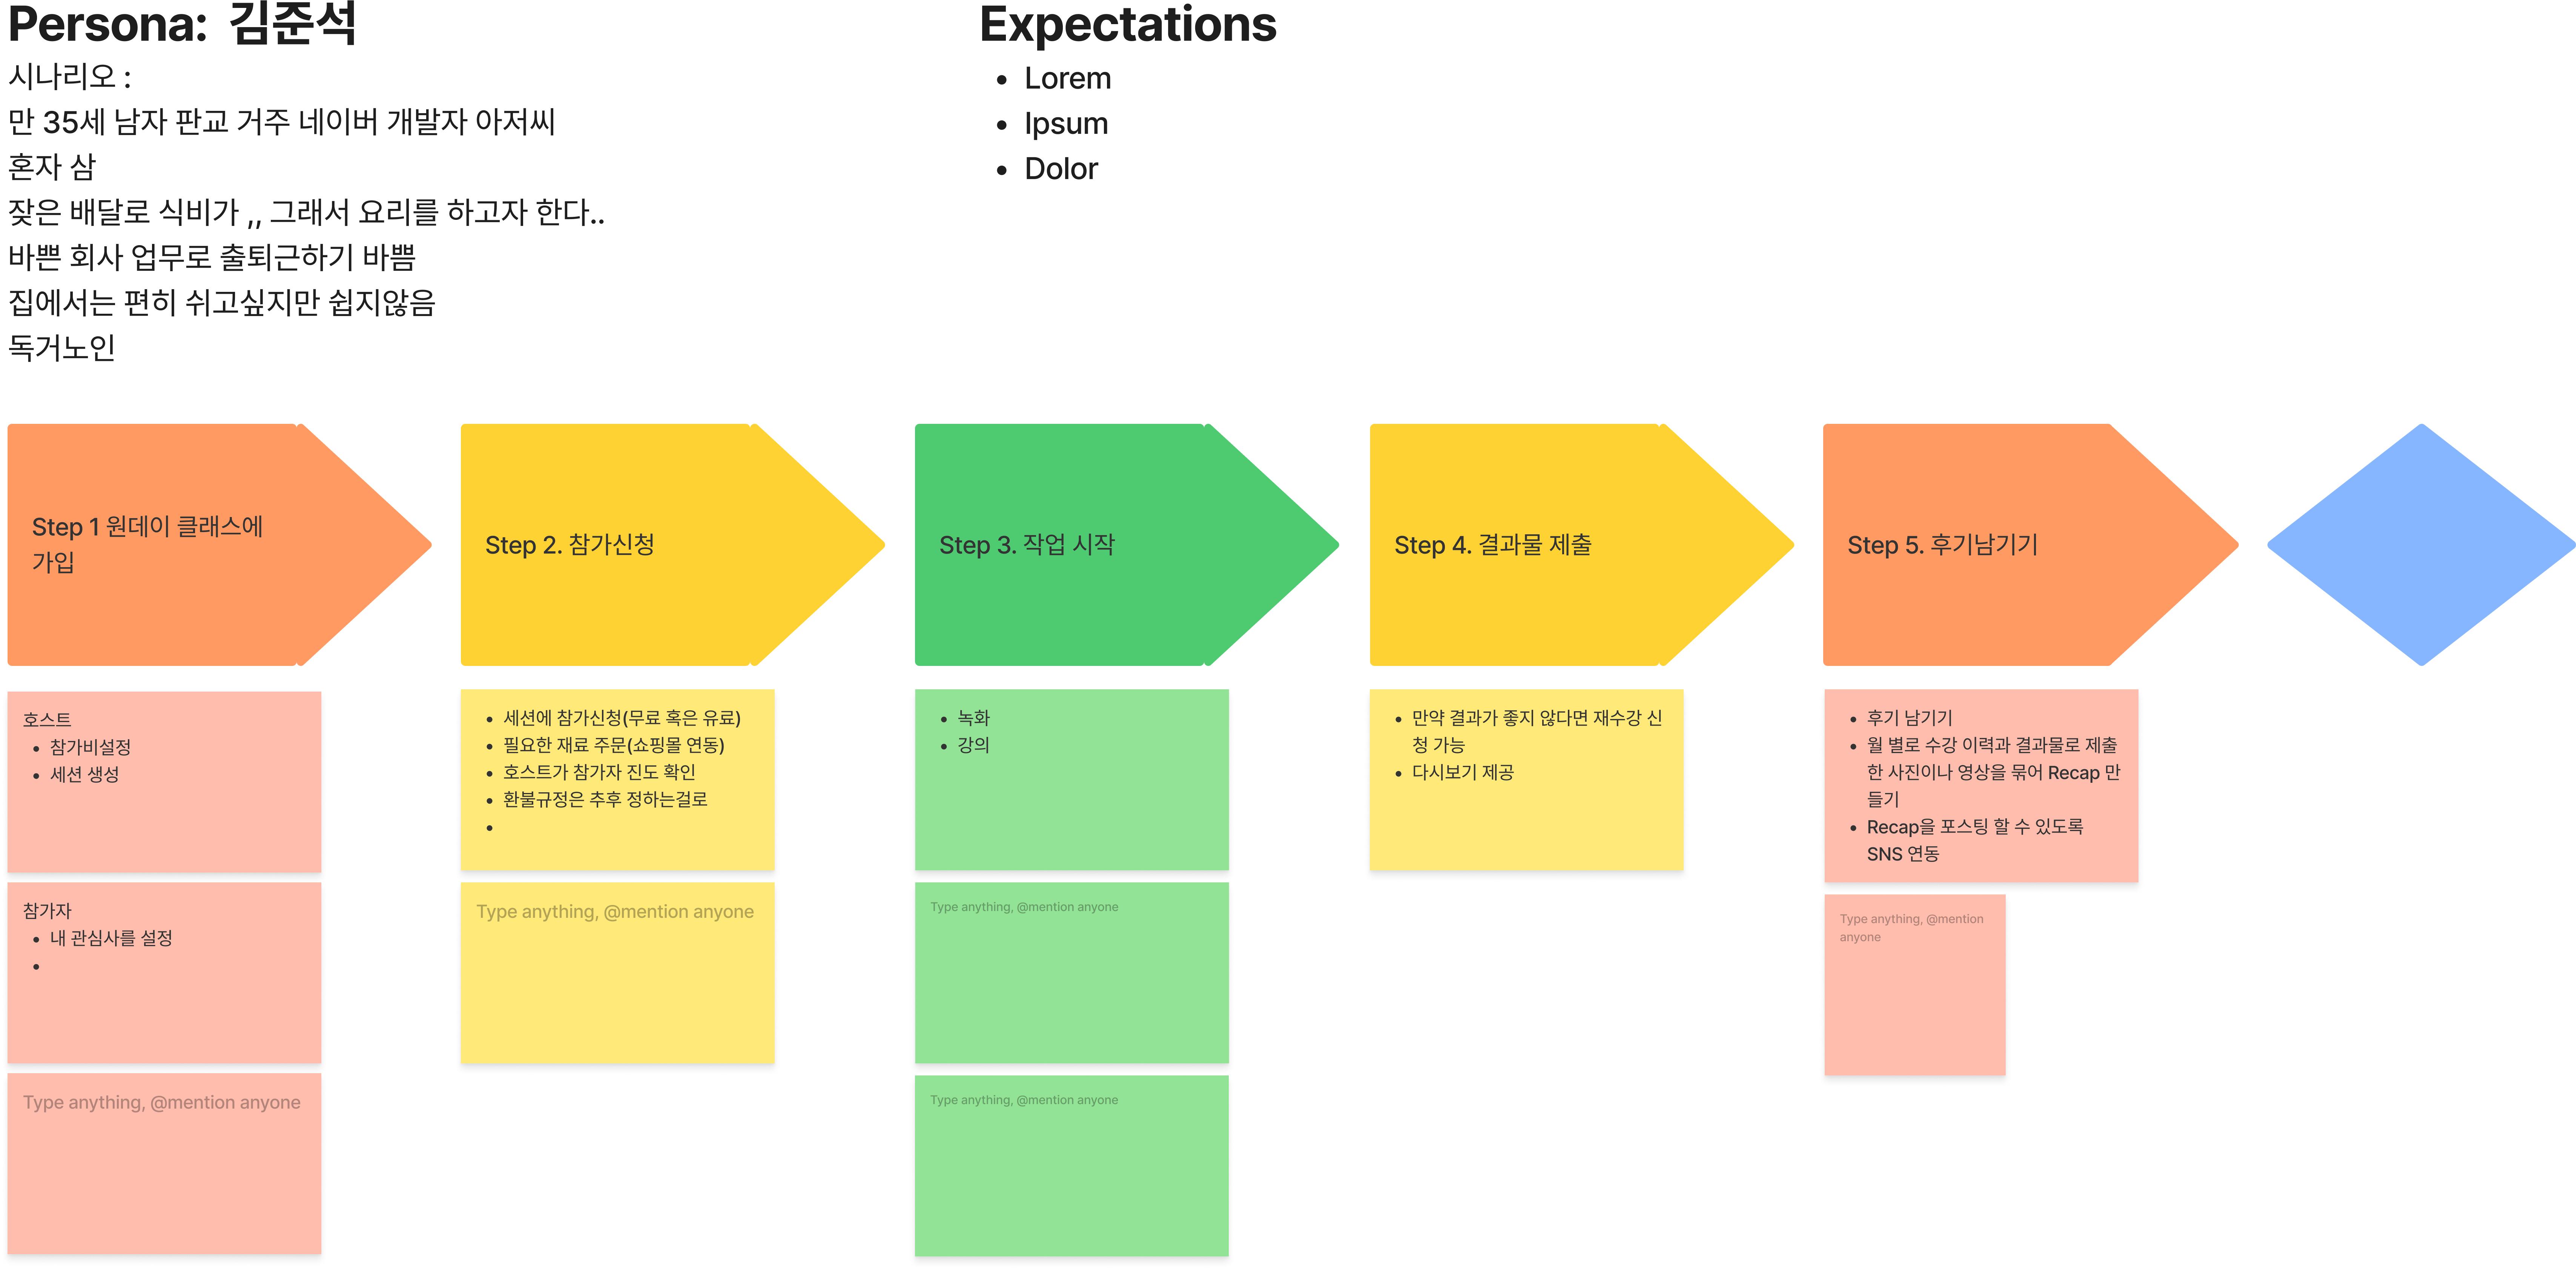 Persona: 김준석
시나리오 :
만 35세 남자 판교 거주 네이버 개발자 아저씨
혼자 삼
잦은 배달로 식비가 ,, 그래서 요리를 하고자 한다..
바쁜 회사 업무로 출퇴근하기 바쁨
집에서는 편히 쉬고싶지만 쉽지않음
독거노인
Expectations
• Lorem
• Ipsum
• Dolor
Step 1 원데이 클래스에
가입
Step 2. 참가신청
Step 3. 작업 시작
Step 4. 결과물 제출
Step 5. 후기남기기
호스트
• 참가비설정
• 세션 생성
참가자
• 내 관심사를 설정
•
Type anything, @mention anyone
• 세션에 참가신청(무료 혹은 유료)
• 필요한 재료 주문(쇼핑몰 연동)
• 호스트가 참가자 진도 확인
• 환불규정은 추후 정하는걸로
•
Type anything, @mention anyone
• 녹화
• 강의
Type anything, @mention anyone
Type anything, @mention anyone
• 만약 결과가 좋지 않다면 재수강 신
청 가능
• 다시보기 제공
• 후기 남기기
• 월 별로 수강 이력과 결과물로 제출
한 사진이나 영상을 묶어 Recap 만
들기
• Recap을 포스팅 할 수 있도록
SNS 연동
Type anything, @mention
anyone